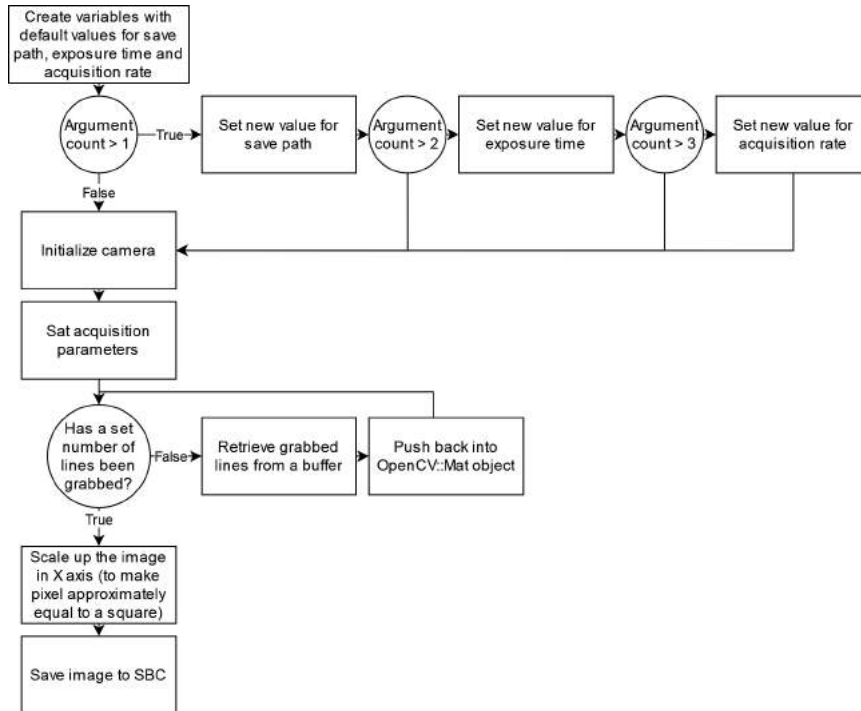 Create variables with
default values for save
path, exposure time and
acquisition rate
Argument
count > 1
True
Set new value for
save path
Argument
count > 2
Set new value for
exposure time
Argument
count > 3
Set new value for
acquisition rate
False
Initialize camera
Sat acquisition
parameters
Has a set
number of
lines been
grabbed?
False
Retrieve grabbed
lines from a buffer
Push back into
OpenCV::Mat object
True
Scale up the image
in X axis (to make
pixel approximately
equal to a square)
Save image to SBC